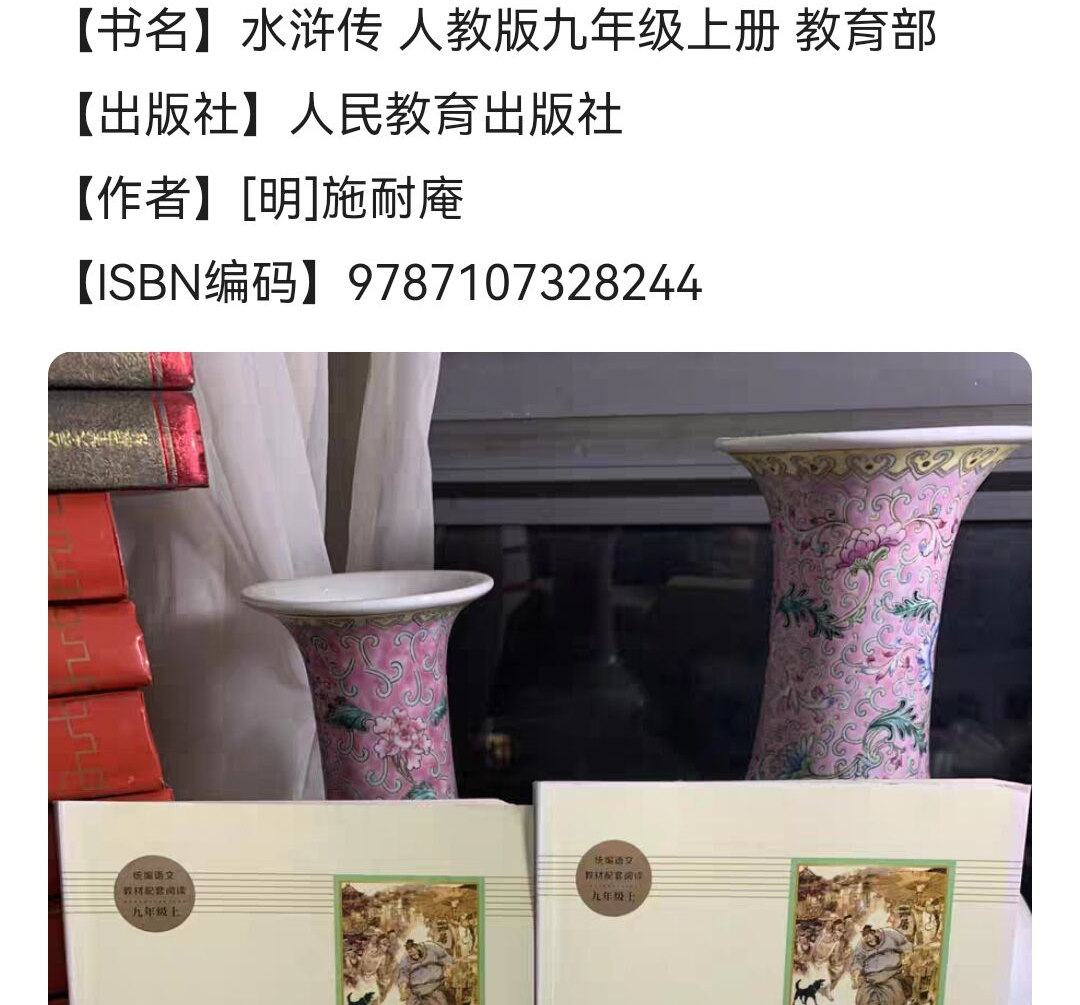 【书名】水浒传 人教版九年级上册 教育部
【出版社】人民教育出版社
【作者】[明]施耐庵
【ISBN编码】9787107328244
统编语文
教材配套阅读
九年级上
统编语文
教材配套阅读
九年级上